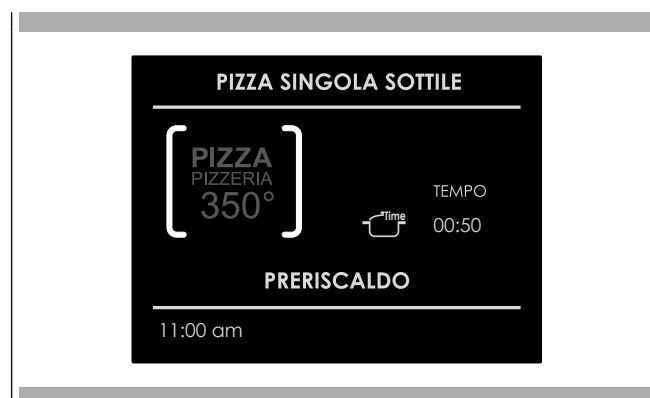 PIZZA SINGOLA SOTTILE
PIZZA
PIZZERIA
350°
TEMPO
Time
00:50
PRERISCALDO
11:00 am